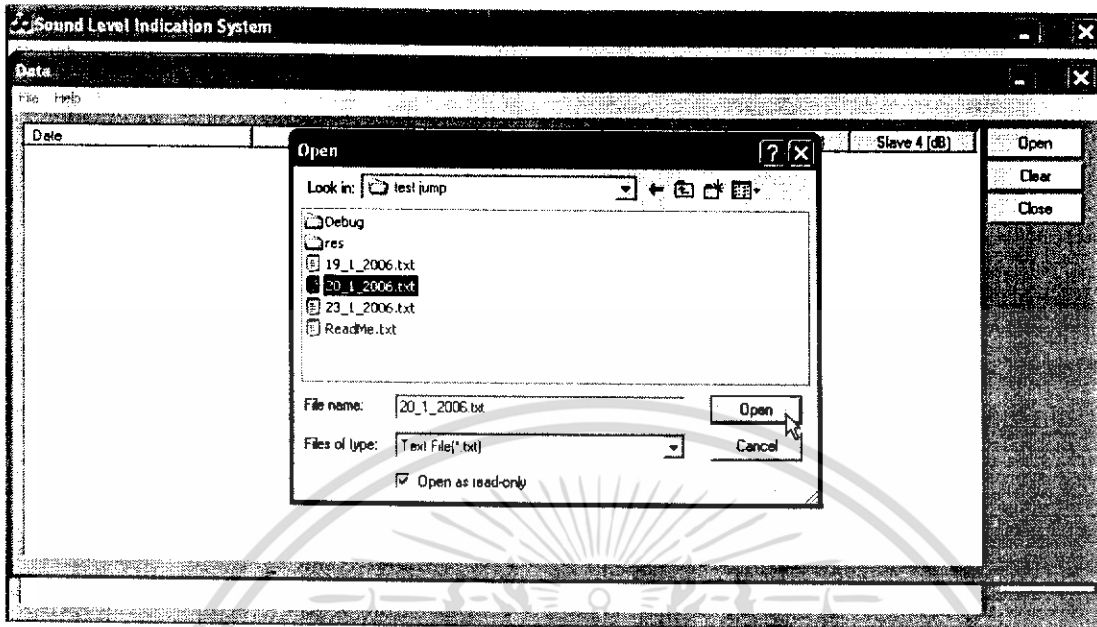 Sound Level Indication System
Data
File Help
Date
Slave 4 [dB]
Open
Clear
Close
Open
Look in: test jump
Debug
res
19_1_2006.txt
20_1_2006.txt
23_1_2006.txt
ReadMe.txt
File name: 20_1_2006.txt
Open
Files of type: Text File(*.txt)
Cancel
Open as read-only